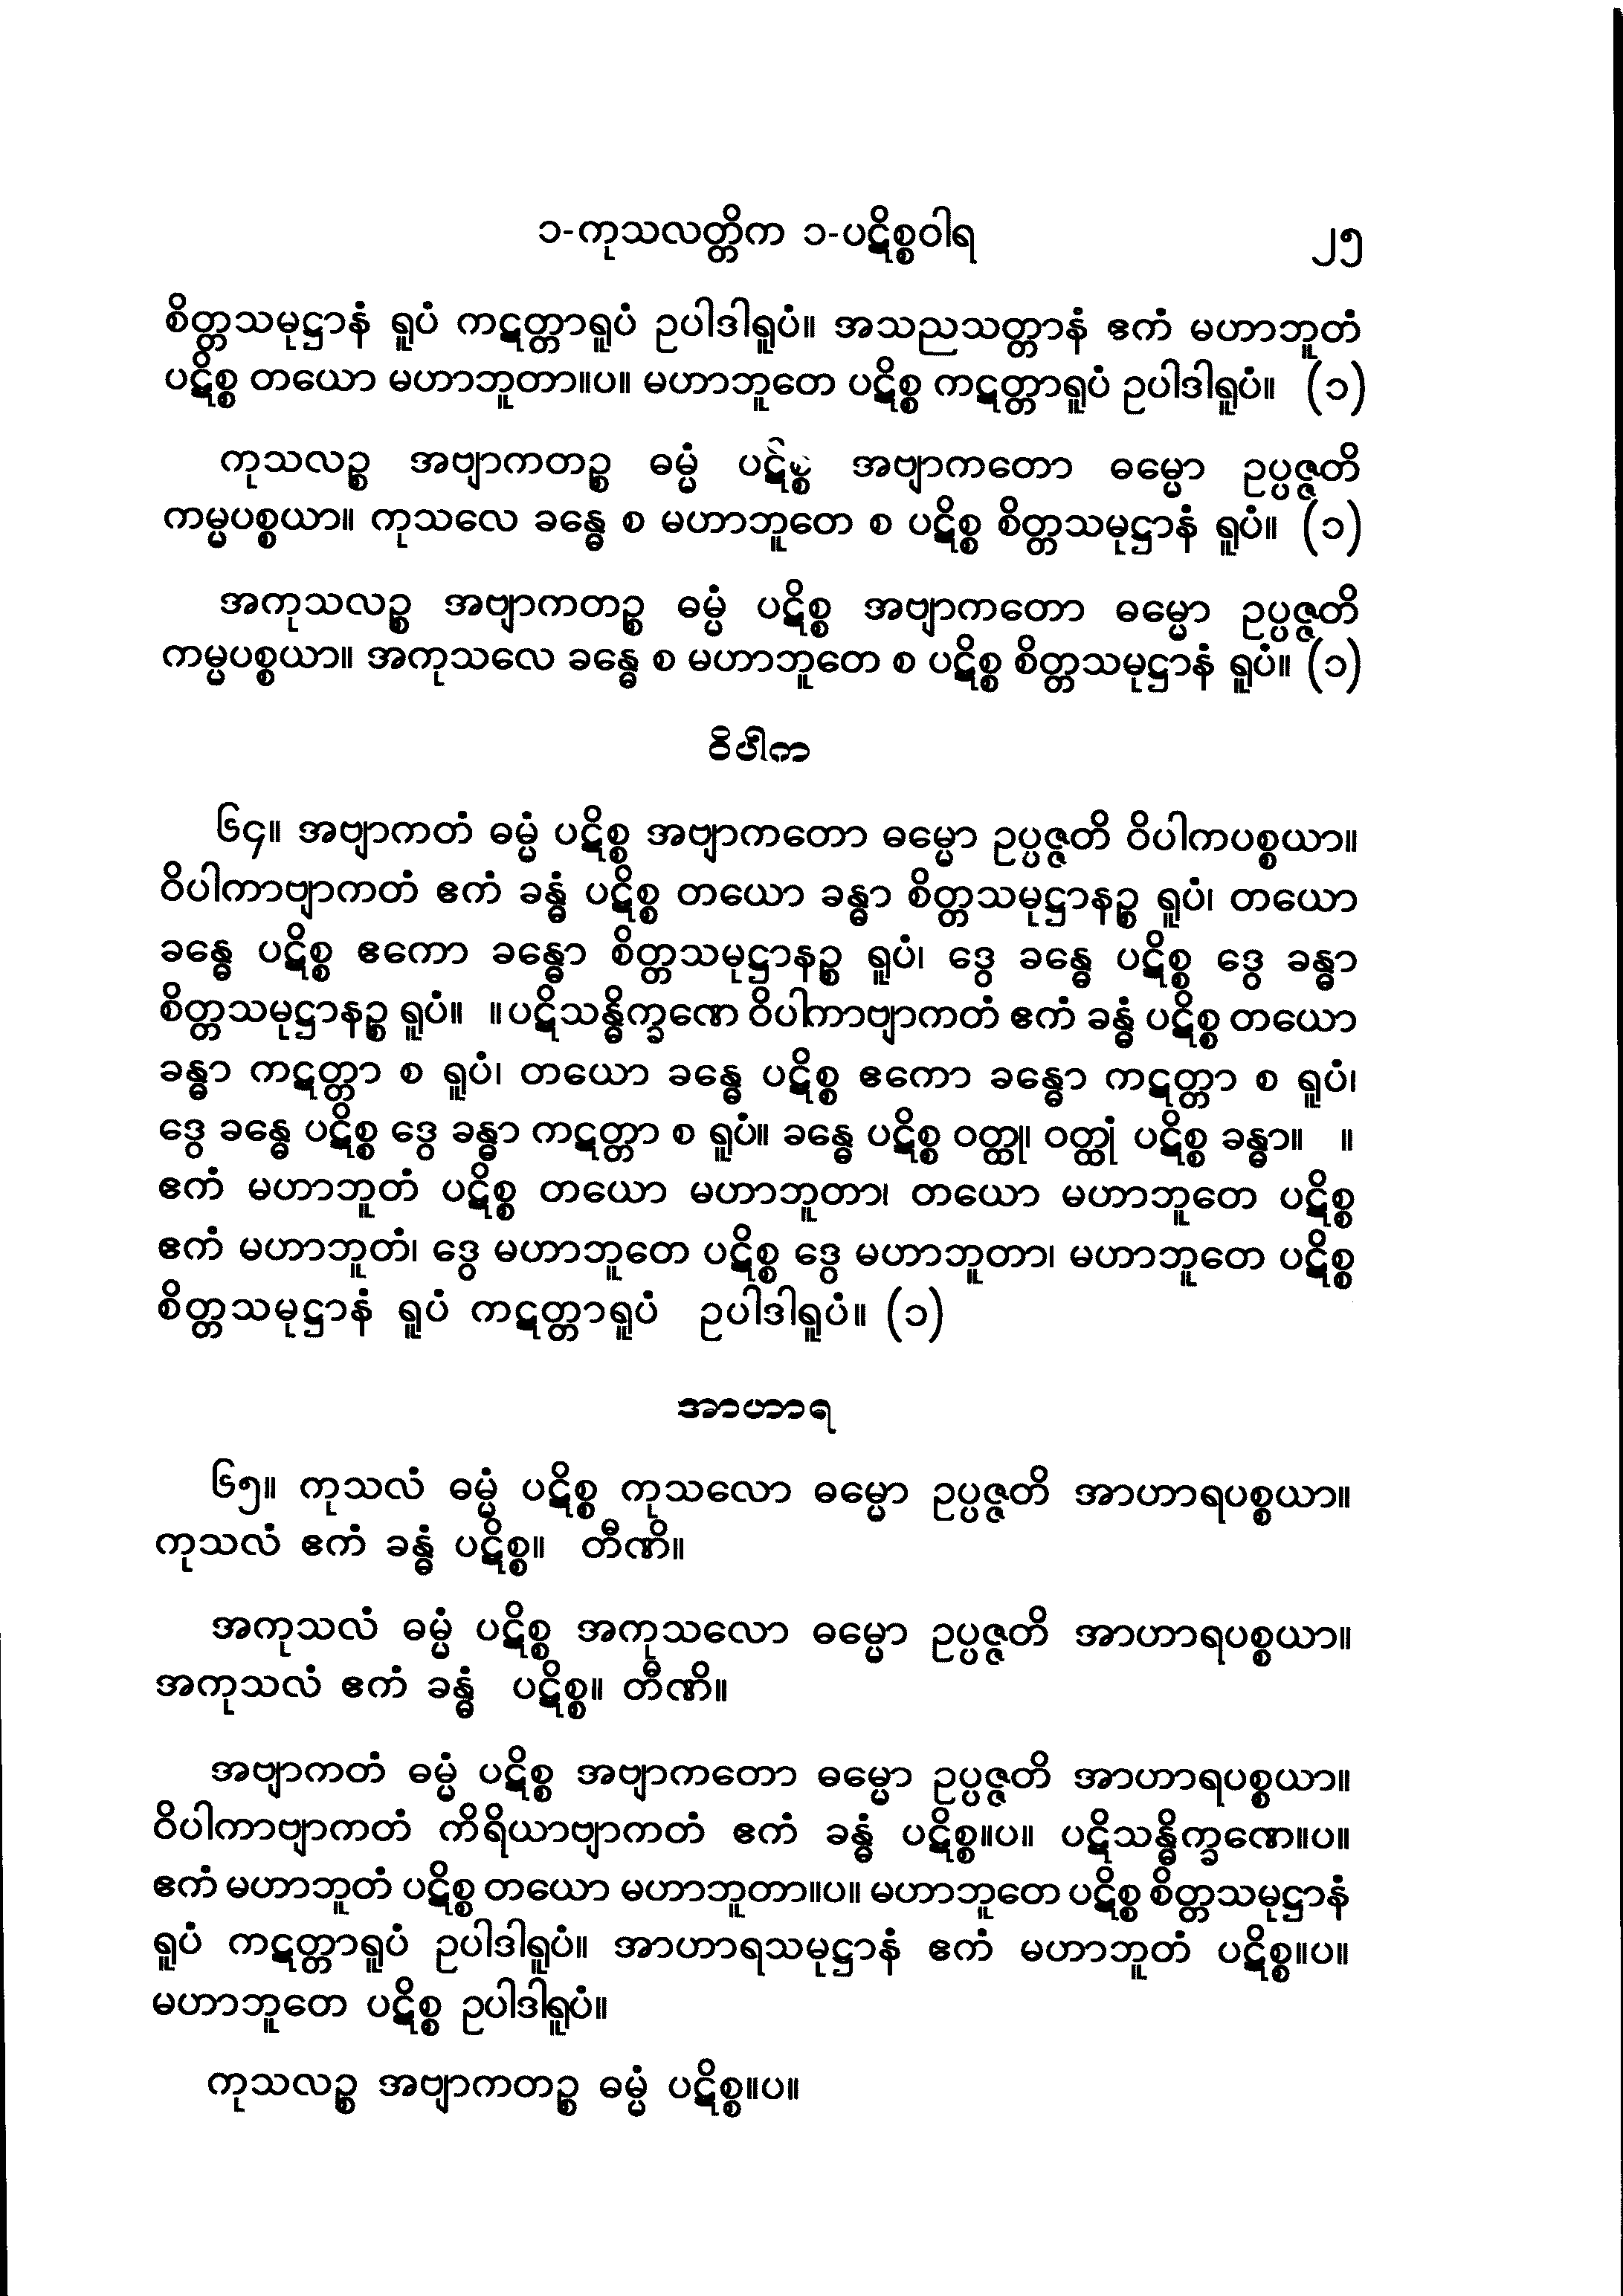 ၁-ကုသလတ္တိက ၁-ပဋိစ္စဝါရ ၂၅
စိတ္တသမုဋ္ဌာနံ ရူပံ ကဋတ္တာရူပံ ဥပါဒါရူပံ။ အသညသတ္တာနံ ဧကံ မဟာဘူတံ
ပဋိစ္စ တယော မဟာဘူတာ။ပ။ မဟာဘူတေ ပဋိစ္စ ကဋတ္တာရူပံ ဥပါဒါရူပံ။ (၁)
ကုသလဉ္စ အဗျာကတဉ္စ ဓမ္မံ ပဋိစ္စ အဗျာကတော ဓမ္မော ဥပ္ပဇ္ဇတိ
ကမ္မပစ္စယာ။ ကုသလေ ခန္ဓေ စ မဟာဘူတေ စ ပဋိစ္စ စိတ္တသမုဋ္ဌာနံ ရူပံ။ (၁)
အကုသလဉ္စ အဗျာကတဉ္စ ဓမ္မံ ပဋိစ္စ အဗျာကတော ဓမ္မော ဥပ္ပဇ္ဇတိ
ကမ္မပစ္စယာ။ အကုသလေ ခန္ဓေ စ မဟာဘူတေ စ ပဋိစ္စ စိတ္တသမုဋ္ဌာနံ ရူပံ။ (၁)
ဝိပါက
၆၄။ အဗျာကတံ ဓမ္မံ ပဋိစ္စ အဗျာကတော ဓမ္မော ဥပ္ပဇ္ဇတိ ဝိပါကပစ္စယာ။
ဝိပါကာဗျာကတံ ဧကံ ခန္ဓံ ပဋိစ္စ တယော ခန္ဓာ စိတ္တသမုဋ္ဌာနဉ္စ ရူပံ၊ တယော
ခန္ဓေ ပဋိစ္စ ဧကော ခန္ဓော စိတ္တသမုဋ္ဌာနဉ္စ ရူပံ၊ ဒွေ ခန္ဓေ ပဋိစ္စ ဒွေ ခန္ဓာ
စိတ္တသမုဋ္ဌာနဉ္စ ရူပံ။ ။ပဋိသန္ဓိက္ခဏေ ဝိပါကာဗျာကတံ ဧကံ ခန္ဓံ ပဋိစ္စ တယော
ခန္ဓာ ကဋတ္တာ စ ရူပံ၊ တယော ခန္ဓေ ပဋိစ္စ ဧကော ခန္ဓော ကဋတ္တာ စ ရူပံ၊
ဒွေ ခန္ဓေ ပဋိစ္စ ဒွေ ခန္ဓာ ကဋတ္တာ စ ရူပံ။ ခန္ဓေ ပဋိစ္စ ဝတ္ထု၊ ဝတ္ထုံ ပဋိစ္စ ခန္ဓာ။ ။
ဧကံ မဟာဘူတံ ပဋိစ္စ တယော မဟာဘူတာ၊ တယော မဟာဘူတေ ပဋိစ္စ
ဧကံ မဟာဘူတံ၊ ဒွေ မဟာဘူတေ ပဋိစ္စ ဒွေ မဟာဘူတာ၊ မဟာဘူတေ ပဋိစ္စ
စိတ္တသမုဋ္ဌာနံ ရူပံ ကဋတ္တာရူပံ ဥပါဒါရူပံ။ (၁)
အာဟာရ
၆၅။ ကုသလံ ဓမ္မံ ပဋိစ္စ ကုသလော ဓမ္မော ဥပ္ပဇ္ဇတိ အာဟာရပစ္စယာ။
ကုသလံ ဧကံ ခန္ဓံ ပဋိစ္စ။ တီဏိ။
အကုသလံ ဓမ္မံ ပဋိစ္စ အကုသလော ဓမ္မော ဥပ္ပဇ္ဇတိ အာဟာရပစ္စယာ။
အကုသလံ ဧကံ ခန္ဓံ ပဋိစ္စ။ တီဏိ။
အဗျာကတံ ဓမ္မံ ပဋိစ္စ အဗျာကတော ဓမ္မော ဥပ္ပဇ္ဇတိ အာဟာရပစ္စယာ။
ဝိပါကာဗျာကတံ ကိရိယာဗျာကတံ ဧကံ ခန္ဓံ ပဋိစ္စ။ပ။ ပဋိသန္ဓိက္ခဏေ။ပ။
ဧကံ မဟာဘူတံ ပဋိစ္စ တယော မဟာဘူတာ။ပ။ မဟာဘူတေ ပဋိစ္စ စိတ္တသမုဋ္ဌာနံ
ရူပံ ကဋတ္တာရူပံ ဥပါဒါရူပံ။ အာဟာရသမုဋ္ဌာနံ ဧကံ မဟာဘူတံ ပဋိစ္စ။ပ။
မဟာဘူတေ ပဋိစ္စ ဥပါဒါရူပံ။
ကုသလဉ္စ အဗျာကတဉ္စ ဓမ္မံ ပဋိစ္စ။ပ။